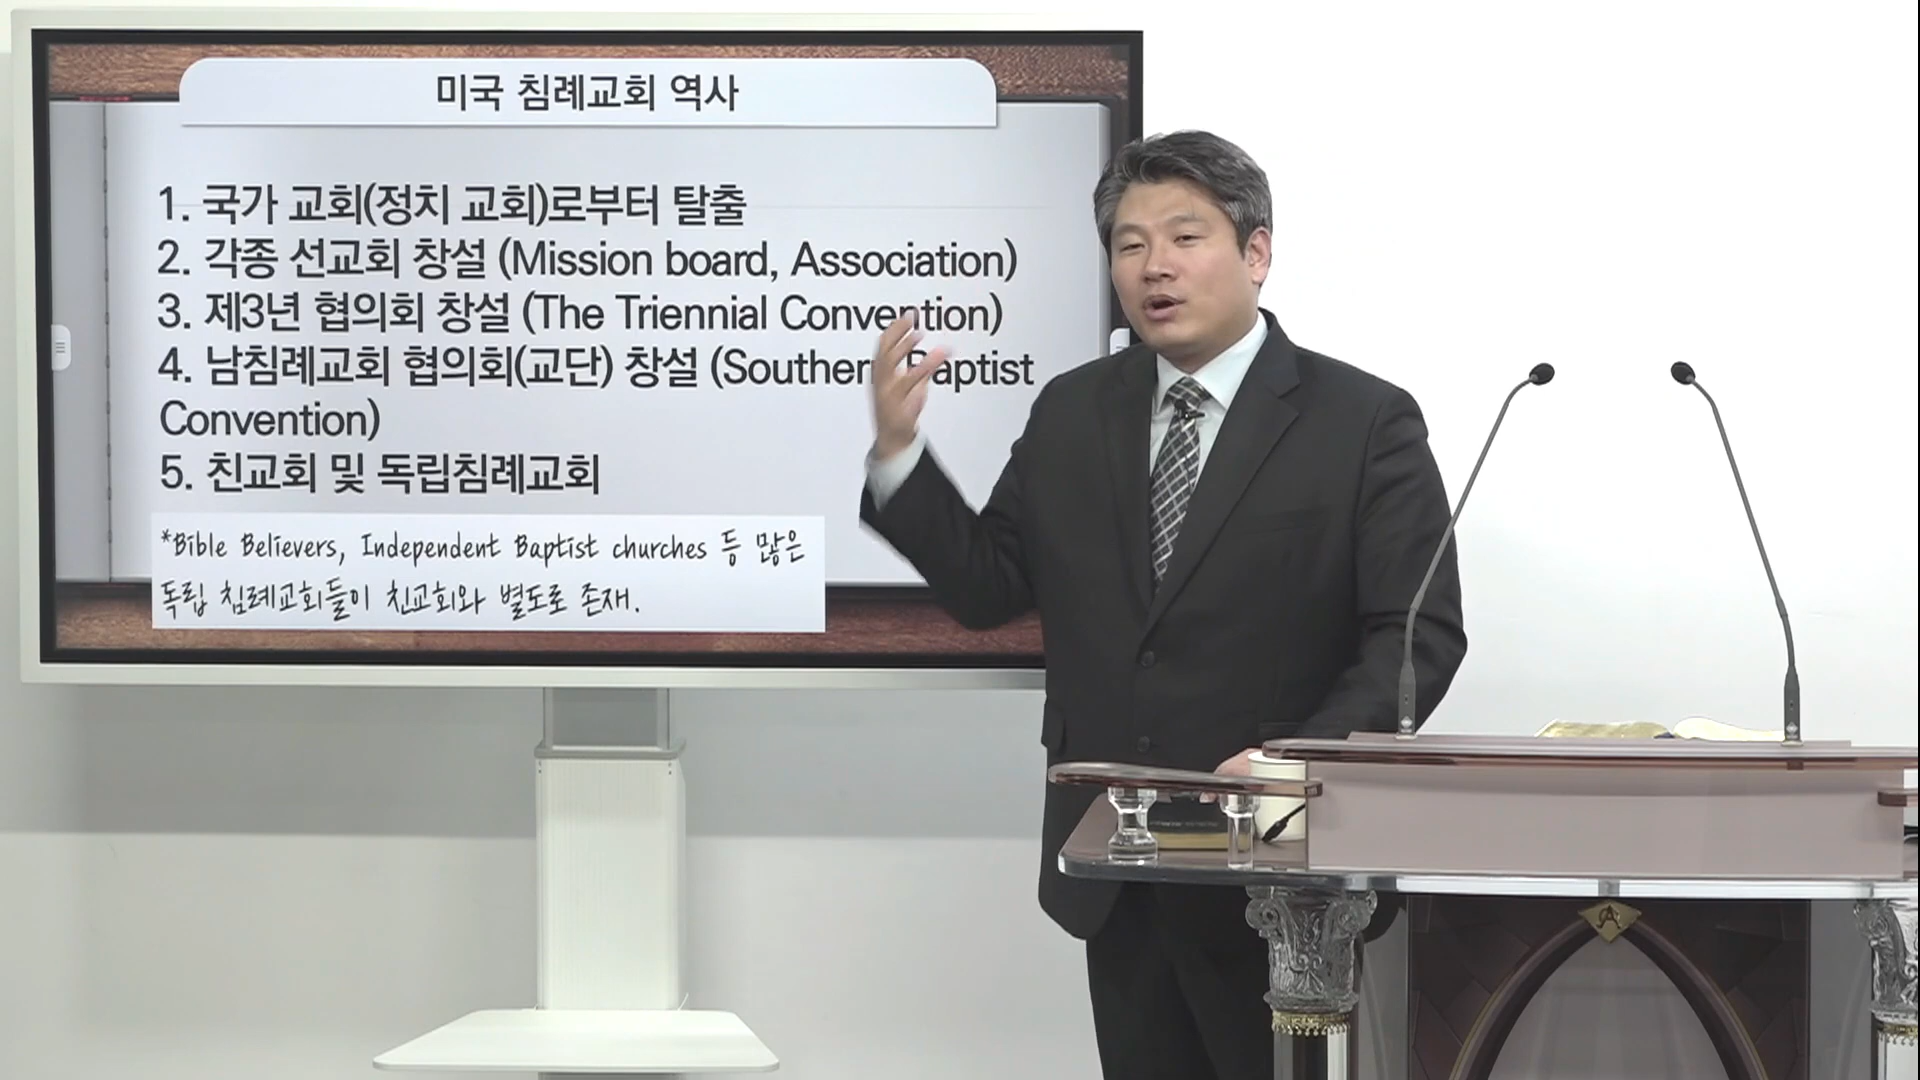 미국 침례교회 역사
1. 국가 교회(정치 교회)로부터 탈출
2. 각종 선교회 창설 (Mission board, Association)
3. 제3년 협의회 창설 (The Triennial Convention)
4. 남침례교회 협의회(교단) 창설 (Southern Baptist
Convention)
5. 친교회 및 독립침례교회
*Bible Believers, Independent Baptist churches 등 많은
독립 침례교회들이 친교회와 별도로 존재.